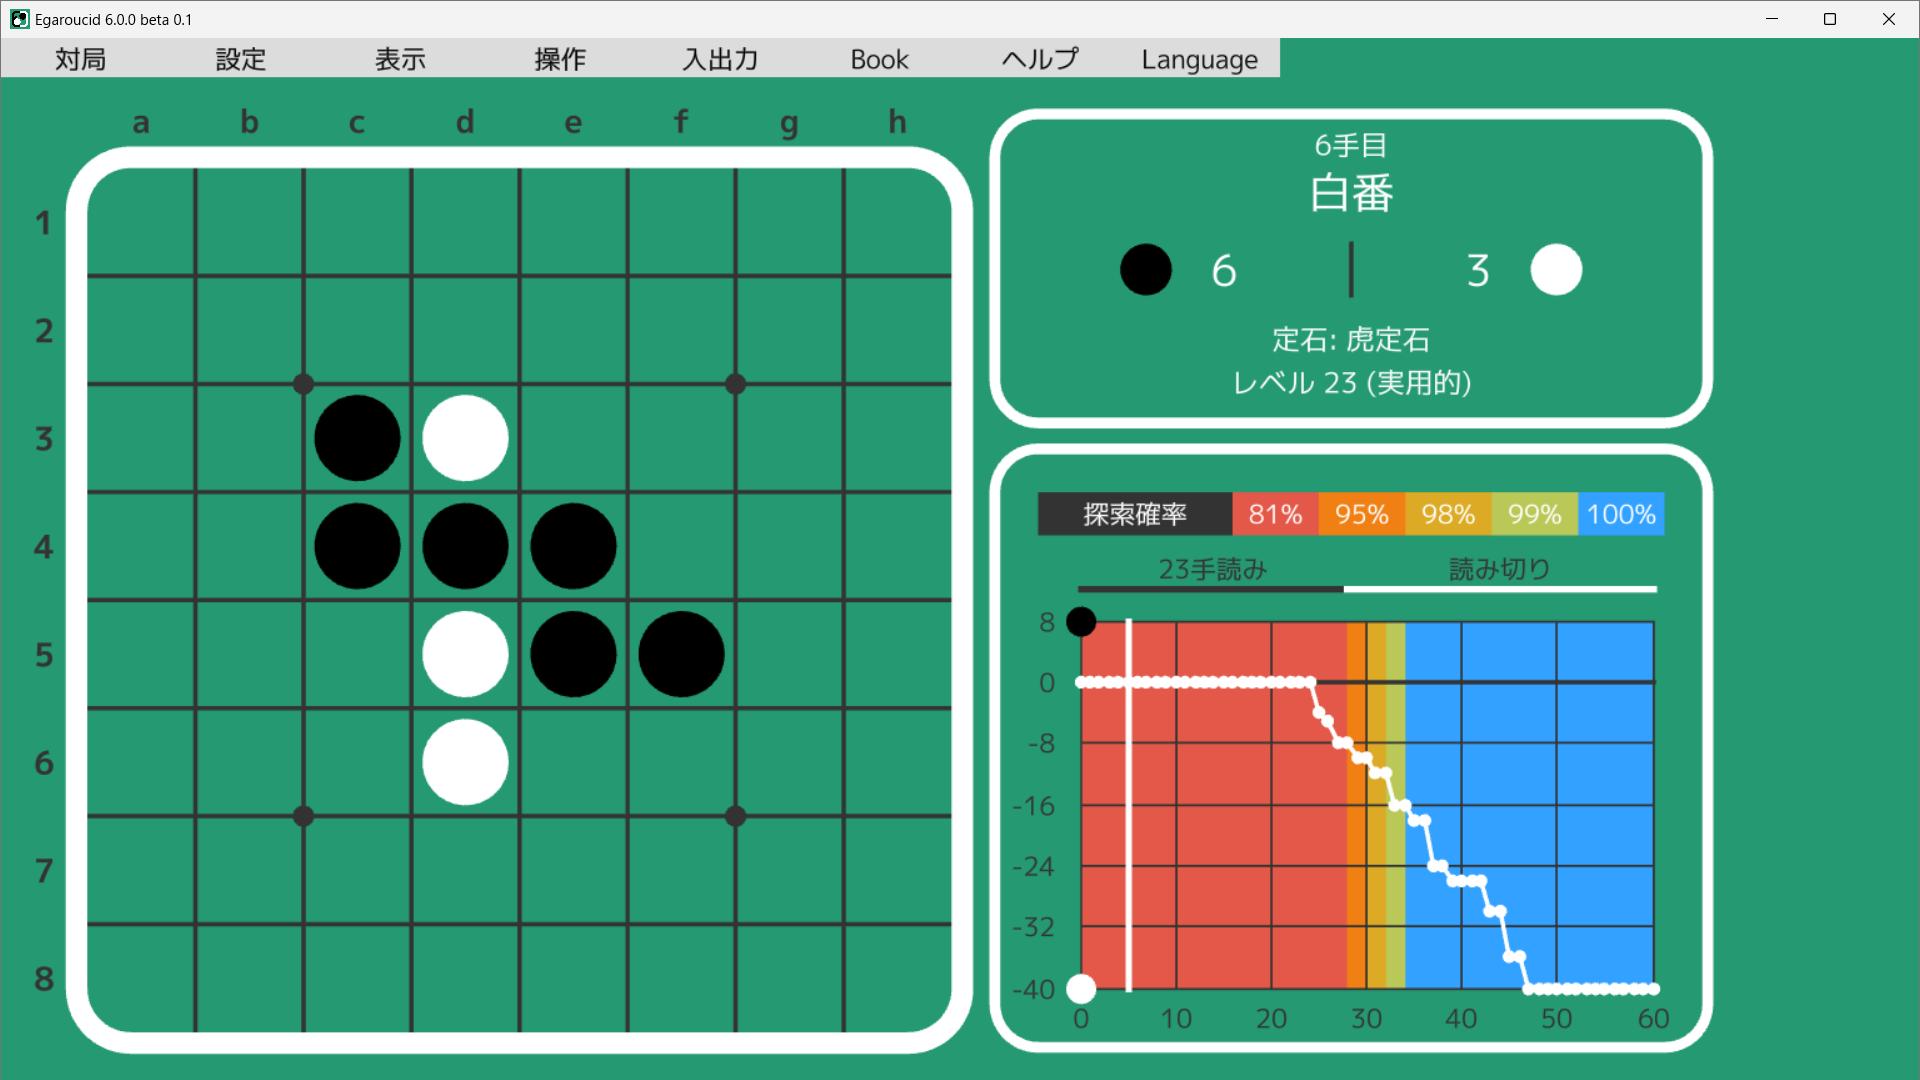 Egaroucid 6.0.0 beta 0.1
対局 設定 表示 操作 入出力 Book ヘルプ Language
a b c d e f g h
1
2
3
4
5
6
7
8
6手目
白番
6 3
定石: 虎定石
レベル 23 (実用的)
探索確率 81% 95% 98% 99% 100%
23手読み 読み切り
8
0
-8
-16
-24
-32
-40
0 10 20 30 40 50 60